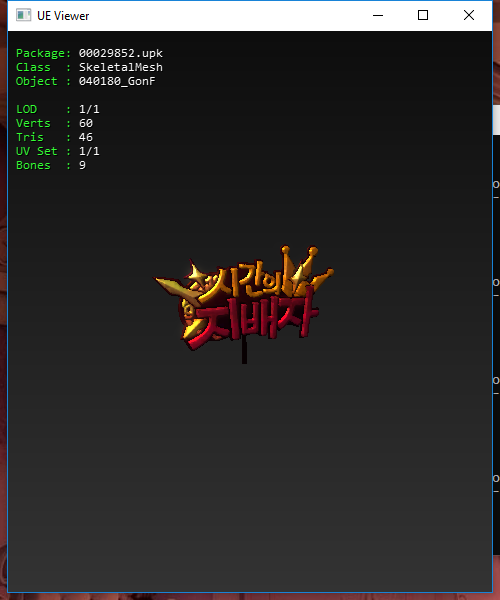 UE Viewer
Package: 00029852.upk
Class : SkeletalMesh
Object : 040180_GonF
LOD : 1/1
Verts : 60
Tris : 46
UV Set : 1/1
Bones : 9
시간의
지배자